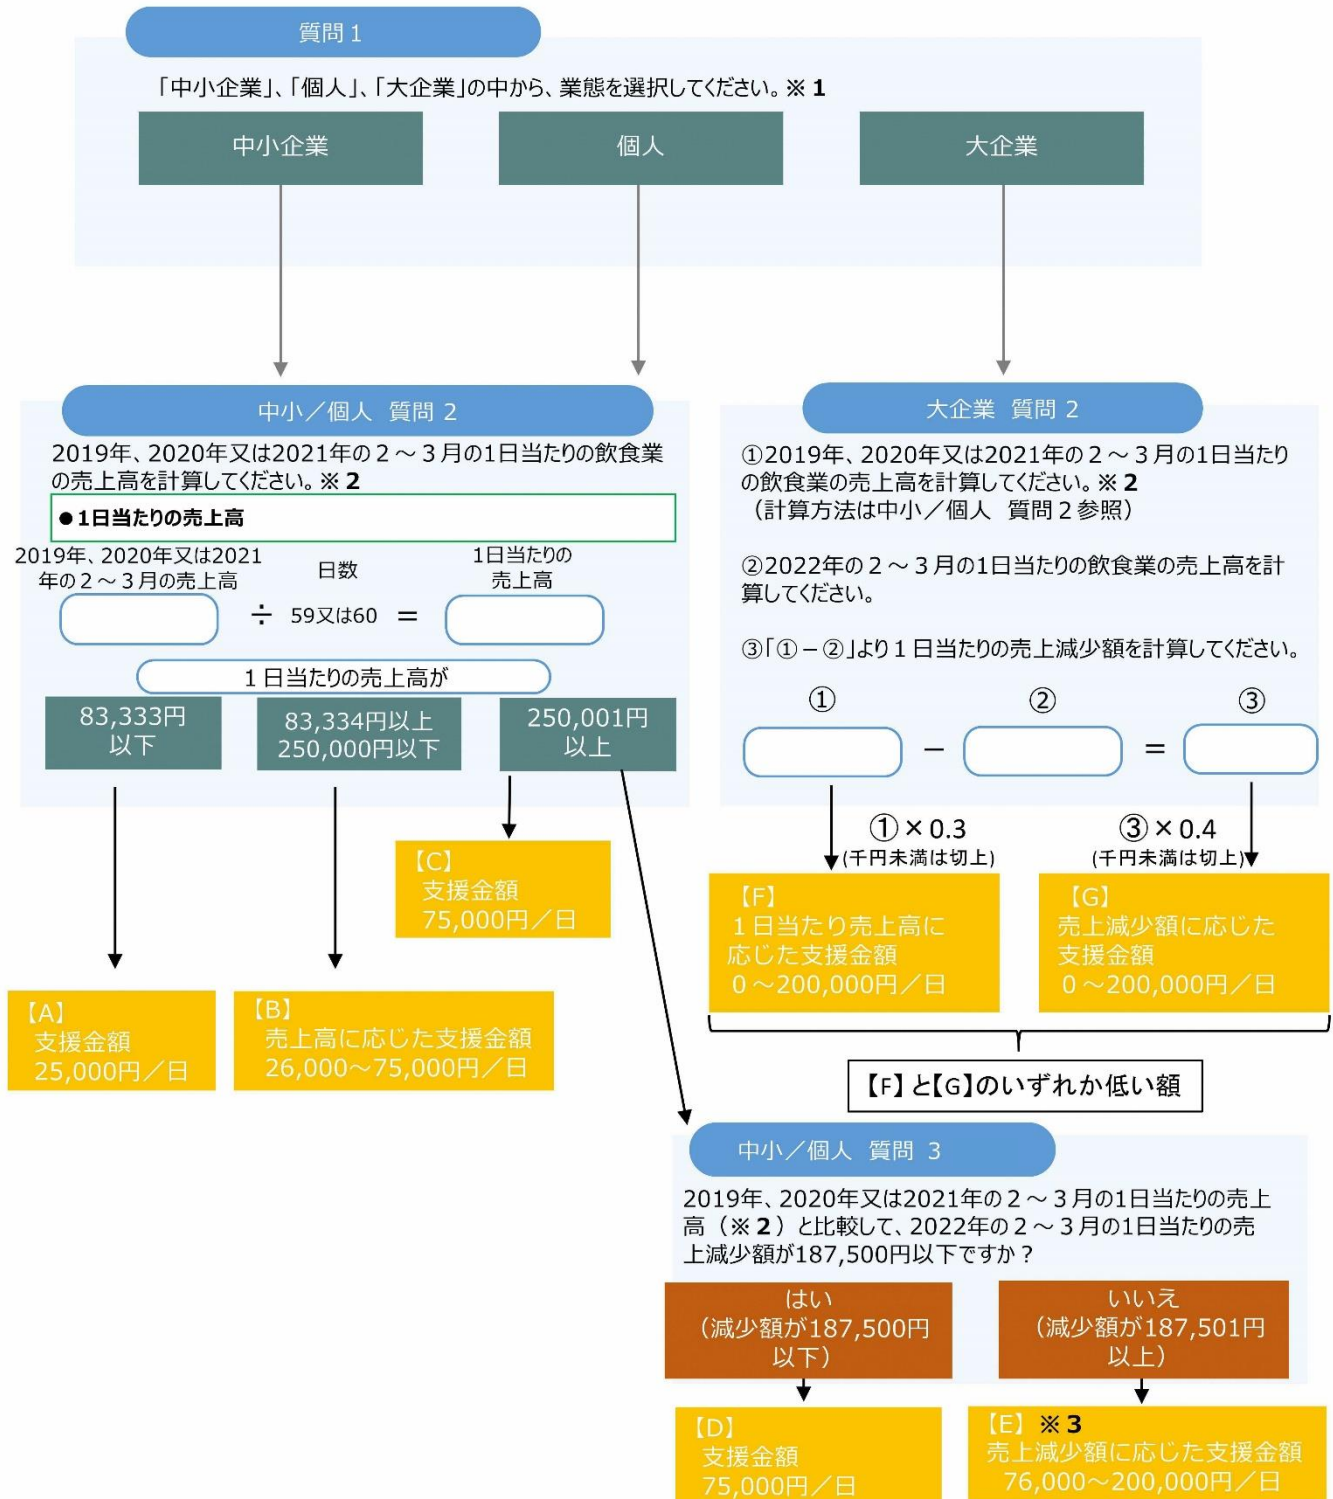 質問１
「中小企業」、「個人」、「大企業」の中から、業態を選択してください。※１
中小企業
個人
大企業
中小／個人 質問２
2019年、2020年又は2021年の２～３月の1日当たりの飲食業
の売上高を計算してください。※２
●1日当たりの売上高
2019年、2020年又は2021
年の２～３月の売上高
日数
1日当たりの
売上高
÷ 59又は60 ＝
１日当たりの売上高が
83,333円
以下
83,334円以上
250,000円以下
250,001円
以上
【C】
支援金額
75,000円／日
【A】
支援金額
25,000円／日
【B】
売上高に応じた支援金額
26,000～75,000円／日
大企業 質問２
①2019年、2020年又は2021年の２～３月の1日当たり
の飲食業の売上高を計算してください。※２
（計算方法は中小／個人 質問２参照）
②2022年の２～３月の1日当たりの飲食業の売上高を計
算してください。
③「①－②」より１日当たりの売上減少額を計算してください。
① ② ③
－ ＝
①×0.3
(千円未満は切上)
③×0.4
(千円未満は切上)
【F】
１日当たり売上高に
応じた支援金額
０～200,000円／日
【G】
売上減少額に応じた
支援金額
０～200,000円／日
【F】と【G】のいずれか低い額
中小／個人 質問 3
2019年、2020年又は2021年の２～３月の1日当たりの売上
高（※２）と比較して、2022年の２～３月の1日当たりの売
上減少額が187,500円以下ですか？
はい
（減少額が187,500円
以下）
いいえ
（減少額が187,501円
以上）
【D】
支援金額
75,000円／日
【E】※３
売上減少額に応じた支援金額
76,000～200,000円／日